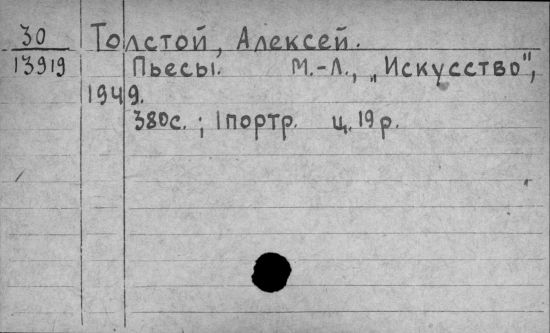 30 Толстой, Алексей.
13919 Пьесы. М.-Л., „Искусство",
1949.
380с. ; 1портр. ц. 19р.